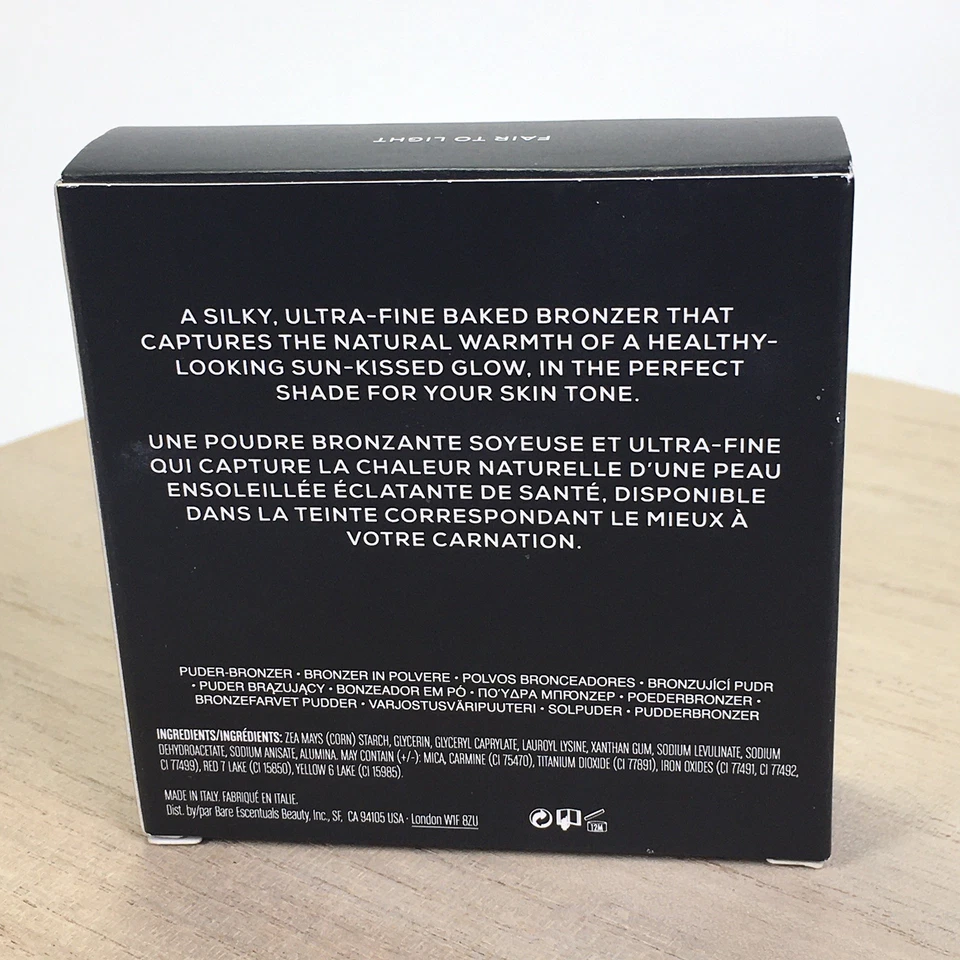 FAIR TO LIGHT
A SILKY, ULTRA-FINE BAKED BRONZER THAT
CAPTURES THE NATURAL WARMTH OF A HEALTHY-
LOOKING SUN-KISSED GLOW, IN THE PERFECT
SHADE FOR YOUR SKIN TONE.
UNE POUDRE BRONZANTE SOYEUSE ET ULTRA-FINE
QUI CAPTURE LA CHALEUR NATURELLE D'UNE PEAU
ENSOLEILLÉE ÉCLATANTE DE SANTÉ, DISPONIBLE
DANS LA TEINTE CORRESPONDANT LE MIEUX À
VOTRE CARNATION.
PUDER-BRONZER • BRONZER IN POLVERE • POLVOS BRONCEADORES • BRONZUJÍCÍ PUDR
• PUDER BRĄZUJĄCY • BONZEADOR EM PÓ • ΠΟΎΔΡΑ ΜΠΡΟΝΖΕΡ • POEDERBRONZER •
BRONZEFARVET PUDDER • VARJOSTUSVÄRIPUUTERI • SOLPUDER • PUDDERBRONZER
INGREDIENTS/INGRÉDIENTS: ZEA MAYS (CORN) STARCH, GLYCERIN, GLYCERYL CAPRYLATE, LAUROYL LYSINE, XANTHAN GUM, SODIUM LEVULINATE, SODIUM
DEHYDROACETATE, SODIUM ANISATE, ALUMINA. MAY CONTAIN (+/-): MICA, CARMINE (CI 75470), TITANIUM DIOXIDE (CI 77891), IRON OXIDES (CI 77491, CI 77492,
CI 77499), RED 7 LAKE (CI 15850), YELLOW 6 LAKE (CI 15985).
MADE IN ITALY. FABRIQUÉ EN ITALIE.
Dist. by/par Bare Escentuals Beauty, Inc., SF, CA 94105 USA • London W1F 8ZU
12M